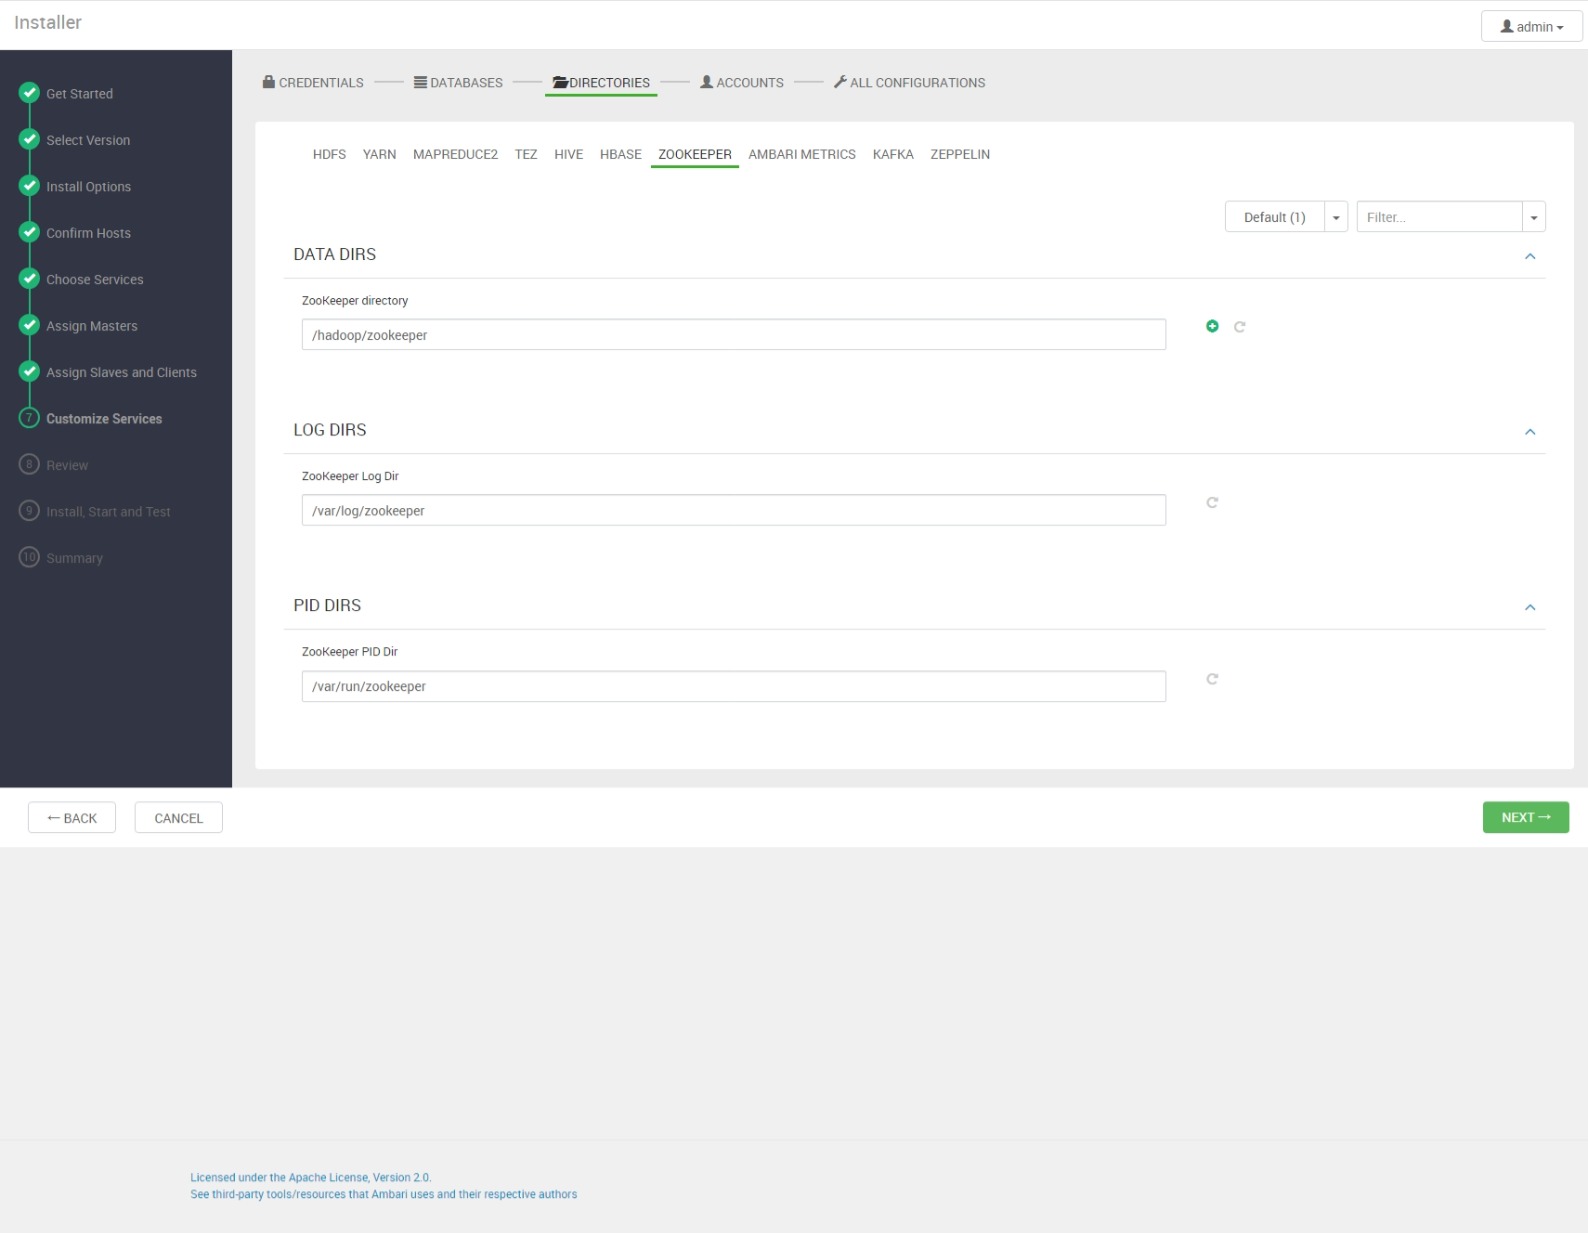 Installer
admin
Get Started
Select Version
Install Options
Confirm Hosts
Choose Services
Assign Masters
Assign Slaves and Clients
7 Customize Services
8 Review
9 Install, Start and Test
10 Summary
CREDENTIALS DATABASES DIRECTORIES ACCOUNTS ALL CONFIGURATIONS
HDFS YARN MAPREDUCE2 TEZ HIVE HBASE ZOOKEEPER AMBARI METRICS KAFKA ZEPPELIN
Default (1) Filter...
DATA DIRS
ZooKeeper directory
/hadoop/zookeeper
LOG DIRS
ZooKeeper Log Dir
/var/log/zookeeper
PID DIRS
ZooKeeper PID Dir
/var/run/zookeeper
← BACK CANCEL NEXT →
Licensed under the Apache License, Version 2.0.
See third-party tools/resources that Ambari uses and their respective authors